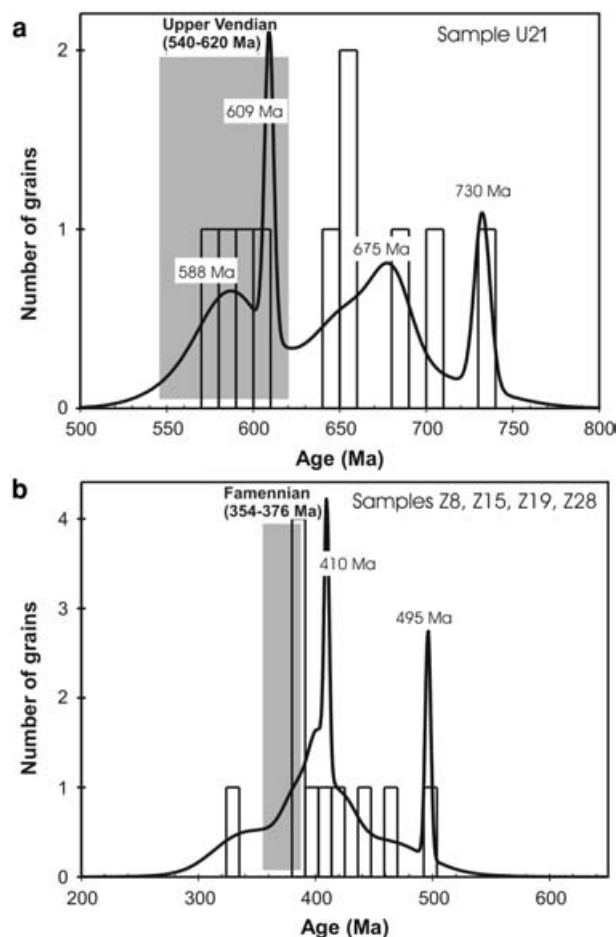 a
Upper Vendian
(540-620 Ma)
Sample U21
2
609 Ma
730 Ma
1
675 Ma
588 Ma
0
Number of grains
500 550 600 650 700 750 800
Age (Ma)
b
Famennian
(354-376 Ma)
Samples Z8, Z15, Z19, Z28
4
410 Ma
3
495 Ma
2
1
0
Number of grains
200 300 400 500 600
Age (Ma)